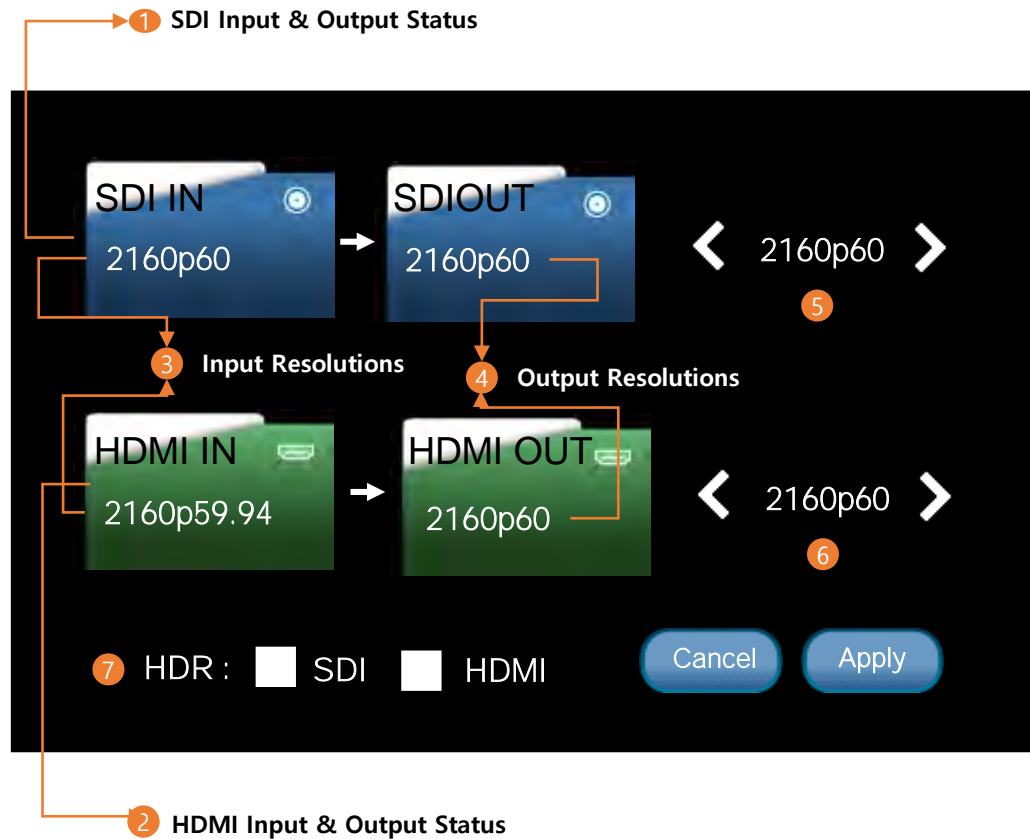 1 SDI Input & Output Status
SDI IN
2160p60
SDIOUT
2160p60
2160p60
5
3 Input Resolutions
4 Output Resolutions
HDMI IN
2160p59.94
HDMI OUT
2160p60
2160p60
6
7 HDR : SDI HDMI
Cancel
Apply
2 HDMI Input & Output Status